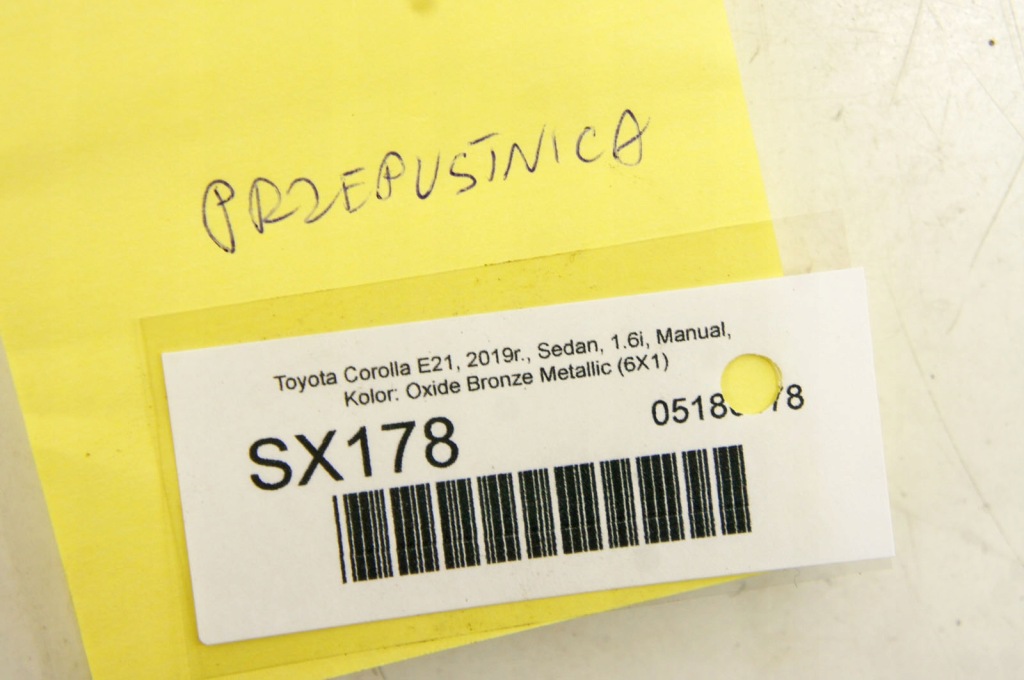 PRZEPUSTNICA
Toyota Corolla E21, 2019r., Sedan, 1.6i, Manual,
Kolor: Oxide Bronze Metallic (6X1)
SX178